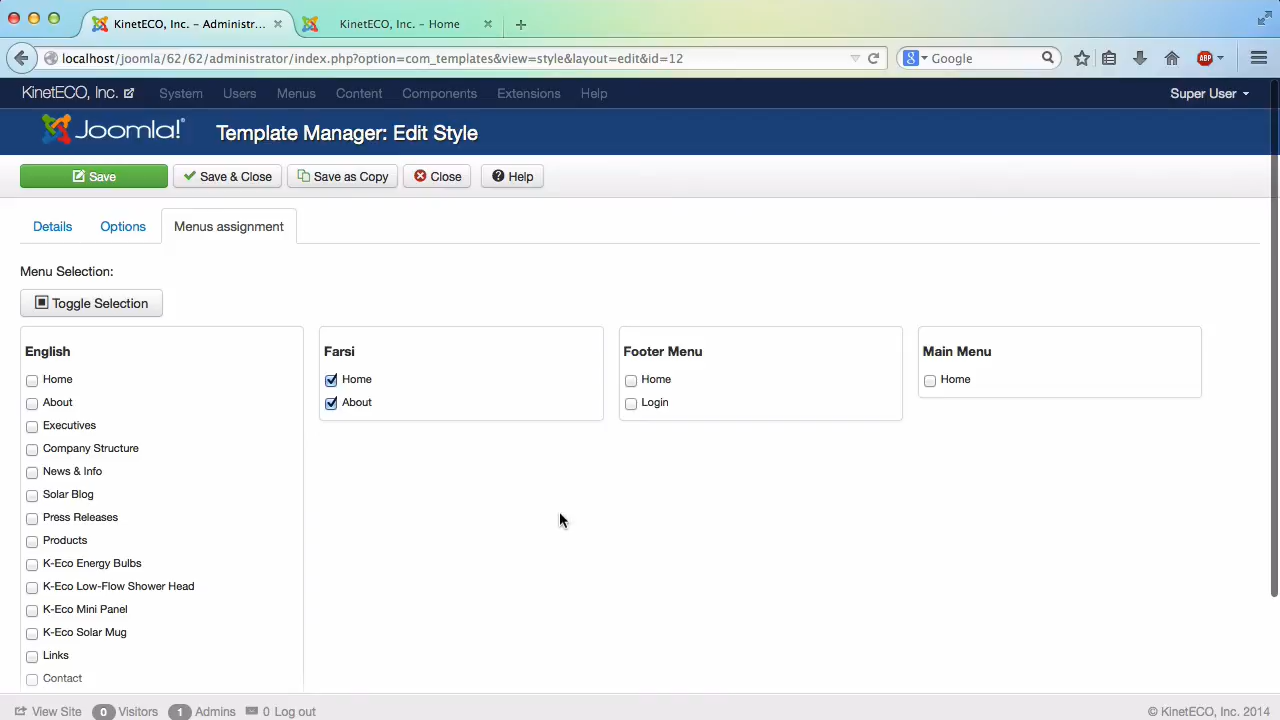 KinetECO, Inc. – Administr...
KinetECO, Inc. – Home
localhost/joomla/62/62/administrator/index.php?option=com_templates&view=style&layout=edit&id=12
Google
ABP
KinetECO, Inc.
System
Users
Menus
Content
Components
Extensions
Help
Super User
Joomla!
Template Manager: Edit Style
Save
Save & Close
Save as Copy
Close
Help
Details
Options
Menus assignment
Menu Selection:
Toggle Selection
English
Home
About
Executives
Company Structure
News & Info
Solar Blog
Press Releases
Products
K-Eco Energy Bulbs
K-Eco Low-Flow Shower Head
K-Eco Mini Panel
K-Eco Solar Mug
Links
Contact
Farsi
Home
About
Footer Menu
Home
Login
Main Menu
Home
View Site
0 Visitors
1 Admins
0 Log out
© KinetECO, Inc. 2014